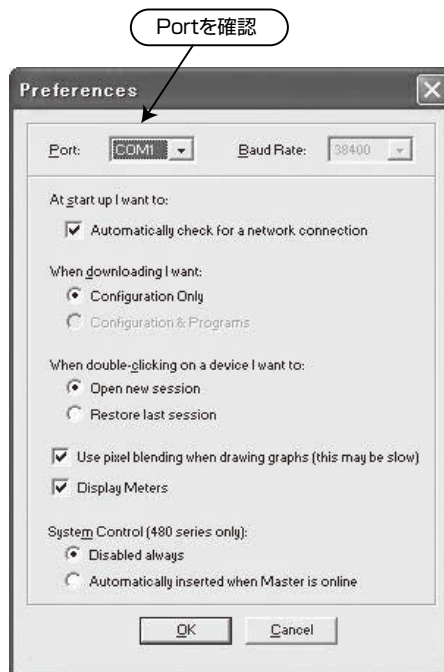 Portを確認
Preferences
Port: COM1 Baud Rate: 38400
At start up I want to:
Automatically check for a network connection
When downloading I want:
Configuration Only
Configuration & Programs
When double-clicking on a device I want to:
Open new session
Restore last session
Use pixel blending when drawing graphs (this may be slow)
Display Meters
System Control (480 series only):
Disabled always
Automatically inserted when Master is online
OK Cancel